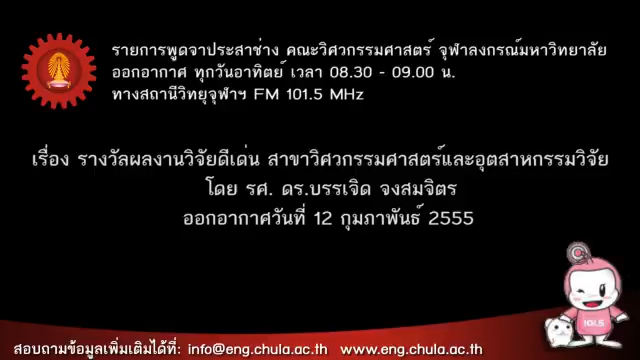 รายการพูดจาประสาช่าง คณะวิศวกรรมศาสตร์ จุฬาลงกรณ์มหาวิทยาลัย
ออกอากาศ ทุกวันอาทิตย์ เวลา 08.30 - 09.00 น.
ทางสถานีวิทยุจุฬาฯ FM 101.5 MHz
เรื่อง รางวัลผลงานวิจัยดีเด่น สาขาวิศวกรรมศาสตร์และอุตสาหกรรมวิจัย
โดย รศ. ดร.บรรเจิด จงสมจิตร
ออกอากาศวันที่ 12 กุมภาพันธ์ 2555
101.5
สอบถามข้อมูลเพิ่มเติมได้ที่: info@eng.chula.ac.th www.eng.chula.ac.th